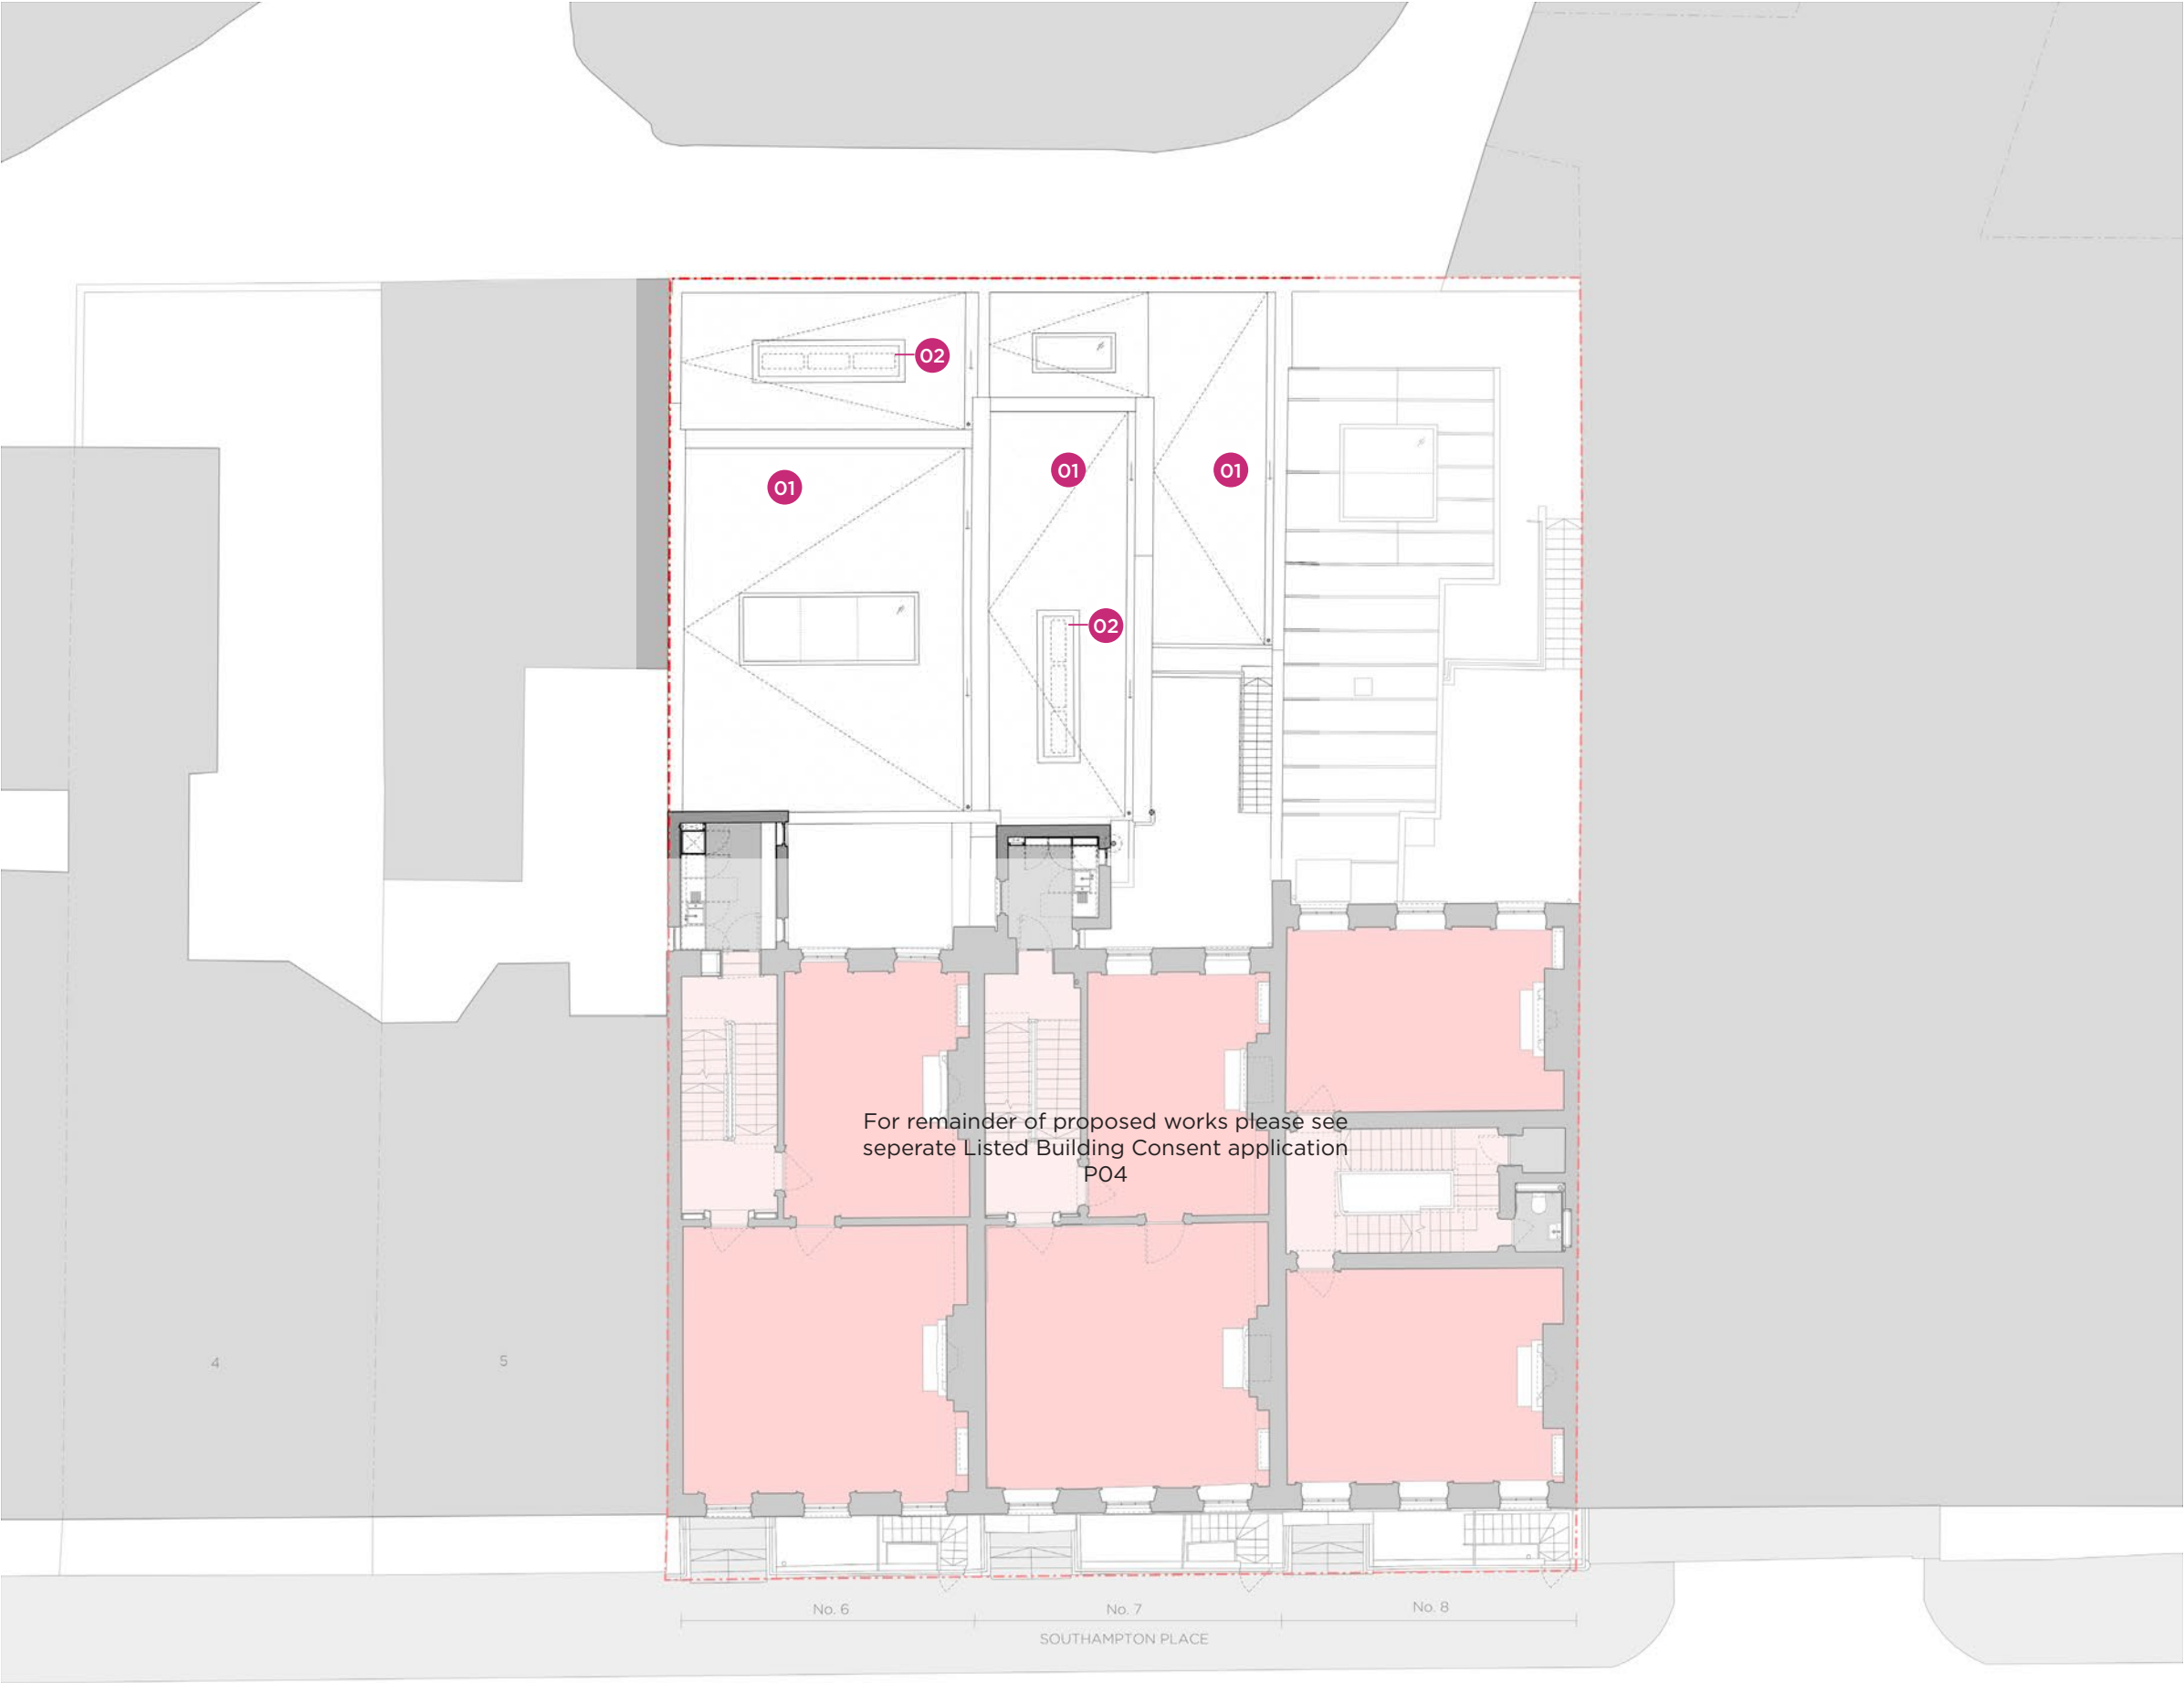 02
01
01
01
02
For remainder of proposed works please see
seperate Listed Building Consent application
P04
4
5
No. 6
No. 7
No. 8
SOUTHAMPTON PLACE